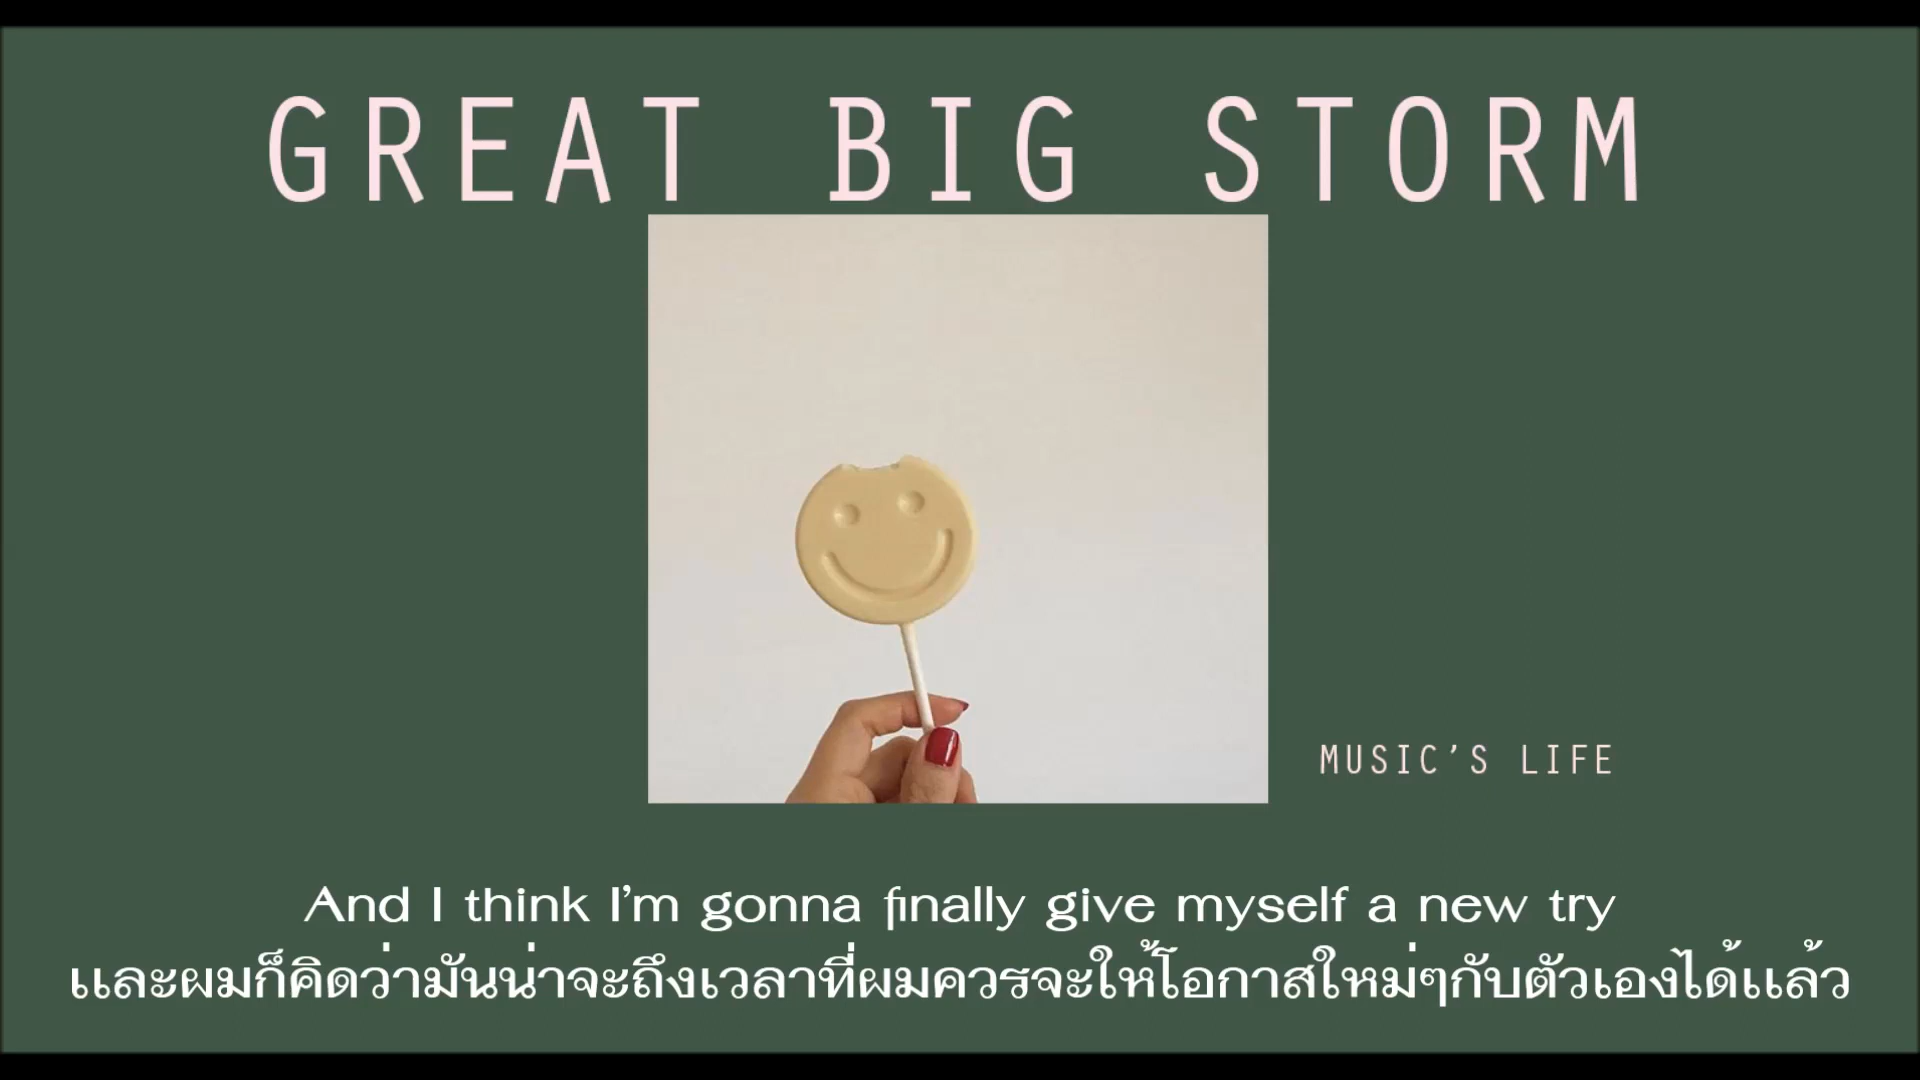 GREAT BIG STORM
MUSIC'S LIFE
And I think I'm gonna finally give myself a new try
และผมก็คิดว่ามันน่าจะถึงเวลาที่ผมควรจะให้โอกาสใหม่ๆกับตัวเองได้แล้ว